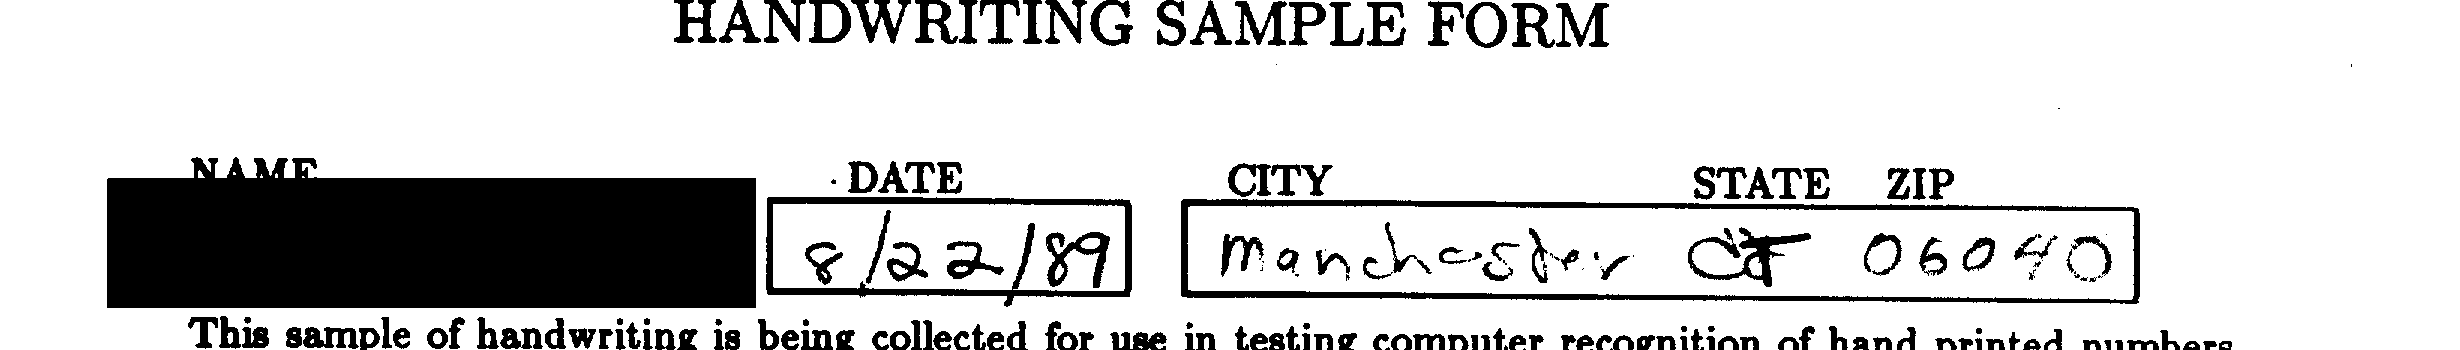 HANDWRITING SAMPLE FORM
NAME DATE CITY STATE ZIP
8/22/89 Manchester CT 06040
This sample of handwriting is being collected for use in testing computer recognition of hand printed numbers